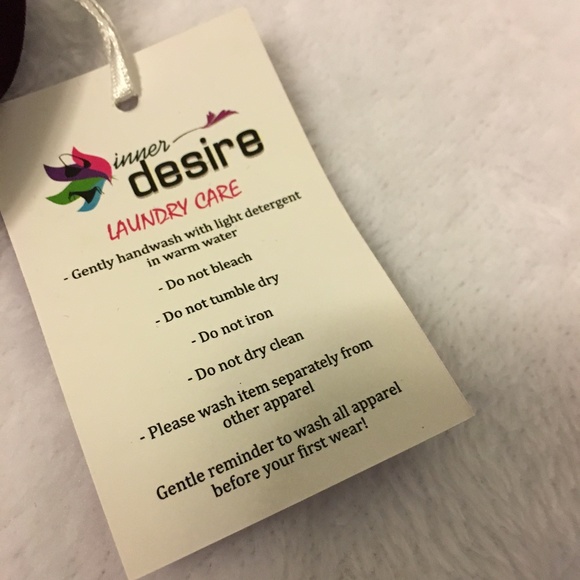 inner
desire
LAUNDRY CARE
- Gently handwash with light detergent
in warm water
- Do not bleach
- Do not tumble dry
- Do not iron
- Do not dry clean
- Please wash item separately from
other apparel
Gentle reminder to wash all apparel
before your first wear!